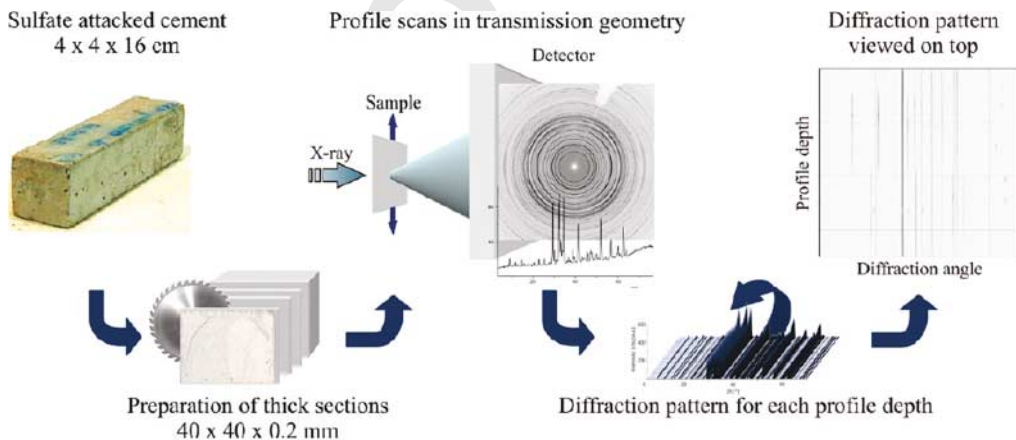 Sulfate attacked cement
4 x 4 x 16 cm
Profile scans in transmission geometry
Detector
Sample
X-ray
Diffraction pattern
viewed on top
Profile depth
Diffraction angle
Preparation of thick sections
40 x 40 x 0.2 mm
Diffraction pattern for each profile depth